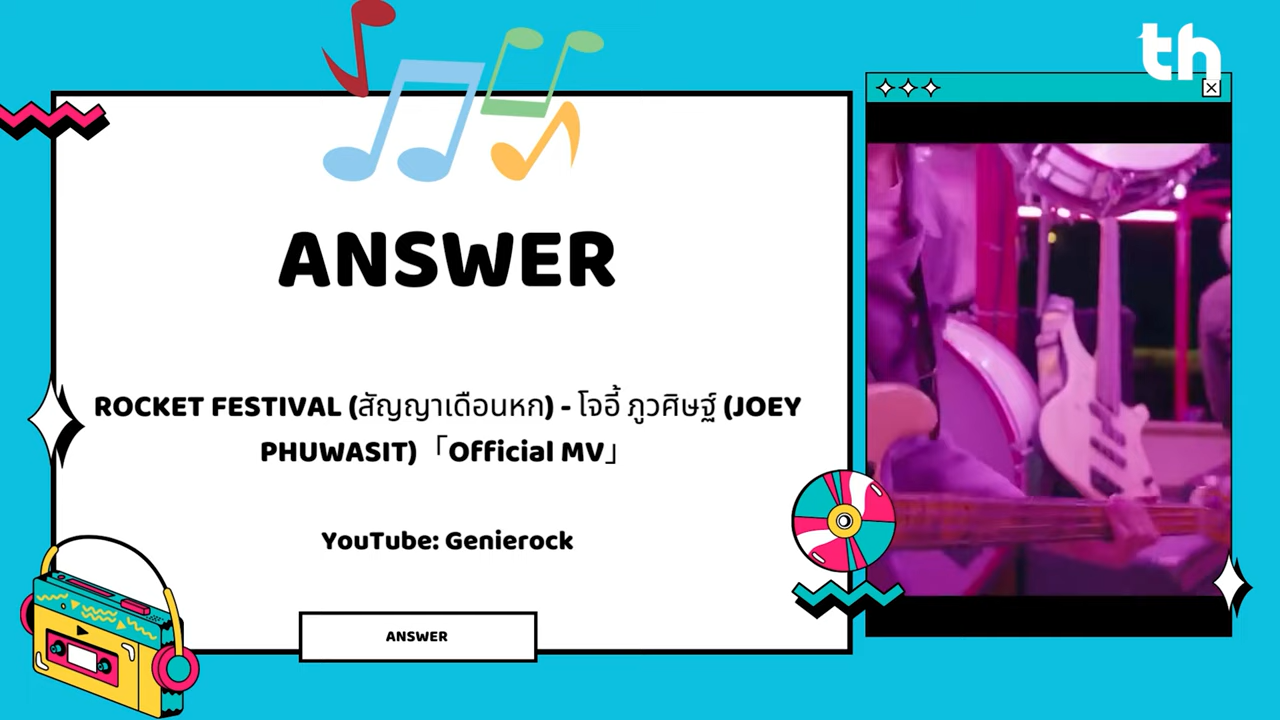 th
ANSWER
ROCKET FESTIVAL (สัญญาเดือนหก) - โจอี้ ภูวศิษฐ์ (JOEY
PHUWASIT)「Official MV」
YouTube: Genierock
ANSWER